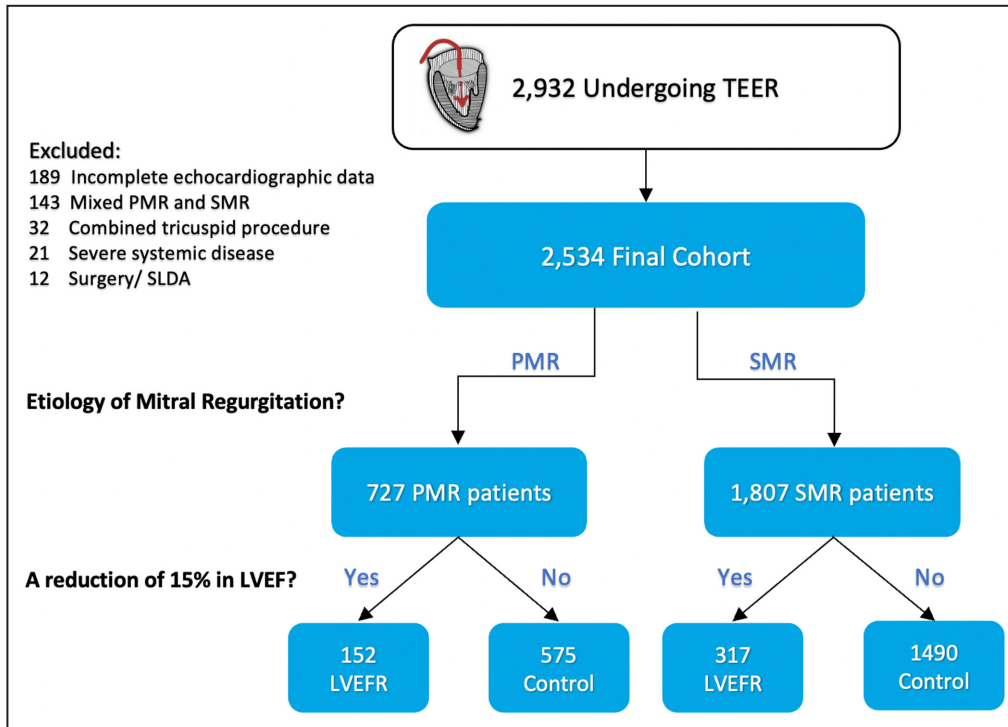 2,932 Undergoing TEER
Excluded:
189 Incomplete echocardiographic data
143 Mixed PMR and SMR
32 Combined tricuspid procedure
21 Severe systemic disease
12 Surgery/ SLDA
2,534 Final Cohort
PMR
SMR
Etiology of Mitral Regurgitation?
727 PMR patients
1,807 SMR patients
A reduction of 15% in LVEF?
Yes
No
Yes
No
152
LVEFR
575
Control
317
LVEFR
1490
Control